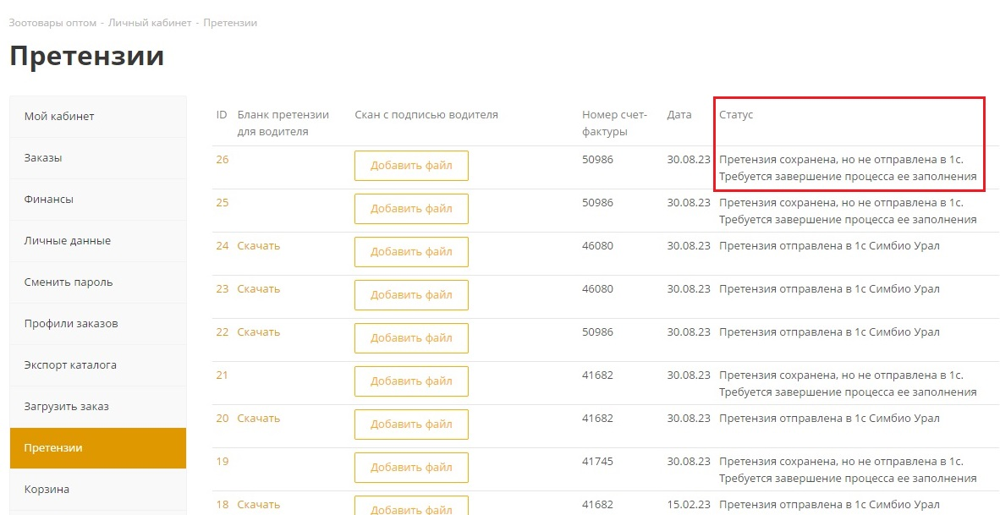 Зоотовары оптом - Личный кабинет - Претензии
Претензии
Мой кабинет
Заказы
Финансы
Личные данные
Сменить пароль
Профили заказов
Экспорт каталога
Загрузить заказ
Претензии
Корзина
ID Бланк претензии Скан с подписью водителя Номер счет- Дата Статус
для водителя фактуры
26 Добавить файл 50986 30.08.23 Претензия сохранена, но не отправлена в 1с.
Требуется завершение процесса ее заполнения
25 Добавить файл 50986 30.08.23 Претензия сохранена, но не отправлена в 1с.
Требуется завершение процесса ее заполнения
24 Скачать Добавить файл 46080 30.08.23 Претензия отправлена в 1с Симбио Урал
23 Скачать Добавить файл 46080 30.08.23 Претензия отправлена в 1с Симбио Урал
22 Скачать Добавить файл 50986 30.08.23 Претензия отправлена в 1с Симбио Урал
21 Добавить файл 41682 30.08.23 Претензия сохранена, но не отправлена в 1с.
Требуется завершение процесса ее заполнения
20 Скачать Добавить файл 41682 30.08.23 Претензия отправлена в 1с Симбио Урал
19 Добавить файл 41745 30.08.23 Претензия сохранена, но не отправлена в 1с.
Требуется завершение процесса ее заполнения
18 Скачать Добавить файл 41682 15.02.23 Претензия отправлена в 1с Симбио Урал